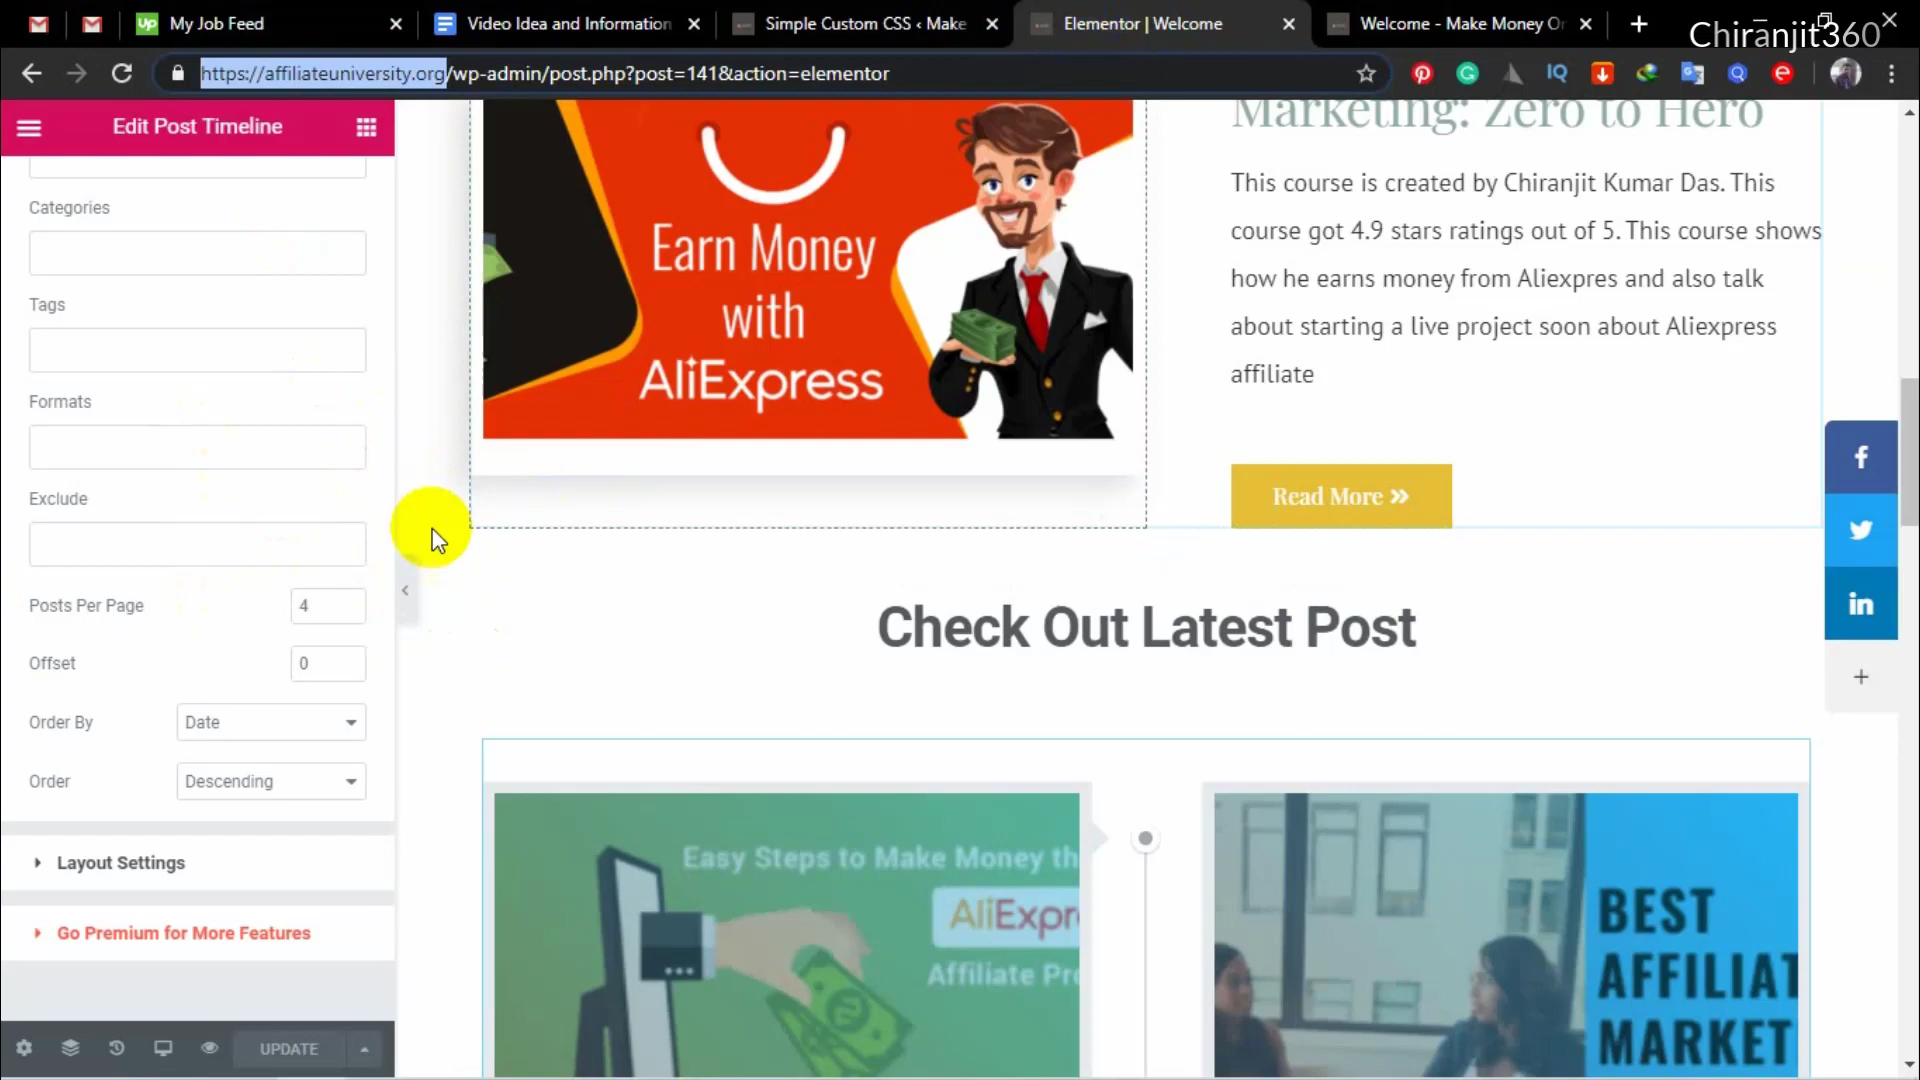 My Job Feed
Video Idea and Information
Simple Custom CSS ‹ Make
Elementor | Welcome
Welcome - Make Money Or
Chiranjit360
https://affiliateuniversity.org/wp-admin/post.php?post=1418&action=elementor
Edit Post Timeline
Categories
Tags
Formats
Exclude
Posts Per Page
4
Offset
0
Order By
Date
Order
Descending
Layout Settings
Go Premium for More Features
UPDATE
Earn Money
with
AliExpress
Marketing: Zero to Hero
This course is created by Chiranjit Kumar Das. This
course got 4.9 stars ratings out of 5. This course shows
how he earns money from Aliexpres and also talk
about starting a live project soon about Aliexpress
affiliate
Read More »
Check Out Latest Post
Easy Steps to Make Money th
AliExpr
Affiliate Pr
BEST
AFFILIAT
MARKET